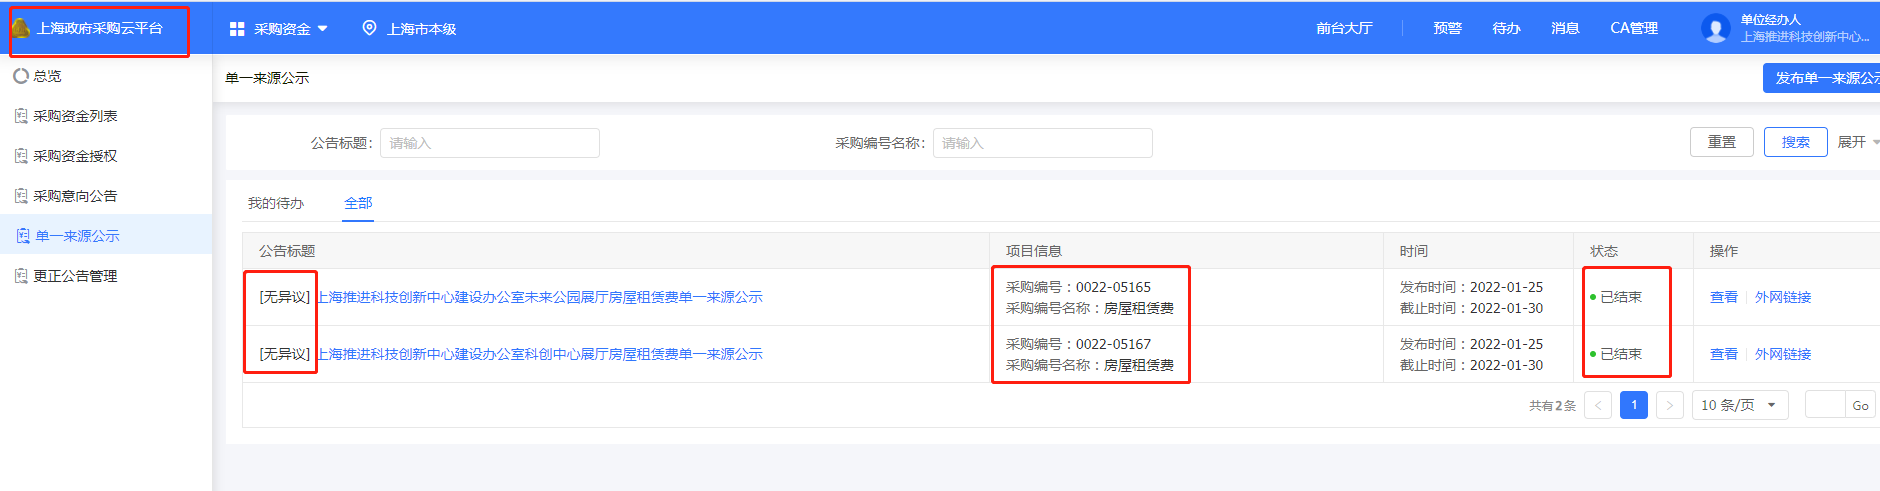 上海政府采购云平台
采购资金
上海市本级
前台大厅
预警
待办
消息
CA管理
单位经办人
上海推进科技创新中心...
总览
采购资金列表
采购资金授权
采购意向公告
单一来源公示
更正公告管理
单一来源公示
发布单一来源公示
公告标题：
请输入
采购编号名称：
请输入
重置
搜索
展开
我的待办
全部
公告标题
项目信息
时间
状态
操作
[无异议] 上海推进科技创新中心建设办公室未来公园展厅房屋租赁费单一来源公示
采购编号：0022-05165
采购编号名称：房屋租赁费
发布时间：2022-01-25
截止时间：2022-01-30
已结束
查看
外网链接
[无异议] 上海推进科技创新中心建设办公室科创中心展厅房屋租赁费单一来源公示
采购编号：0022-05167
采购编号名称：房屋租赁费
发布时间：2022-01-25
截止时间：2022-01-30
已结束
查看
外网链接
共有2条
<
1
>
10 条/页
Go